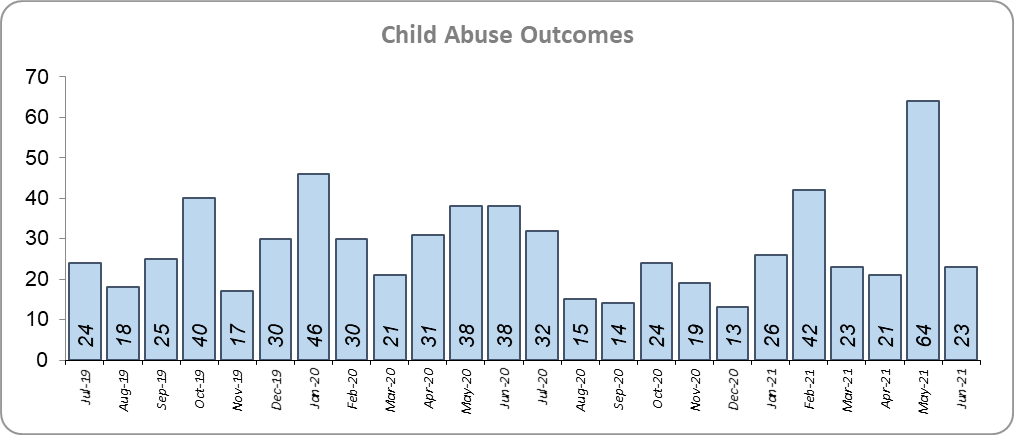 Child Abuse Outcomes
70
60
50
40
30
20
10
0
24 18 25 40 17 30 46 30 21 31 38 38 32 15 14 24 19 13 26 42 23 21 64 23
Jul-19 Aug-19 Sep-19 Oct-19 Nov-19 Dec-19 Jan-20 Feb-20 Mar-20 Apr-20 May-20 Jun-20 Jul-20 Aug-20 Sep-20 Oct-20 Nov-20 Dec-20 Jan-21 Feb-21 Mar-21 Apr-21 May-21 Jun-21